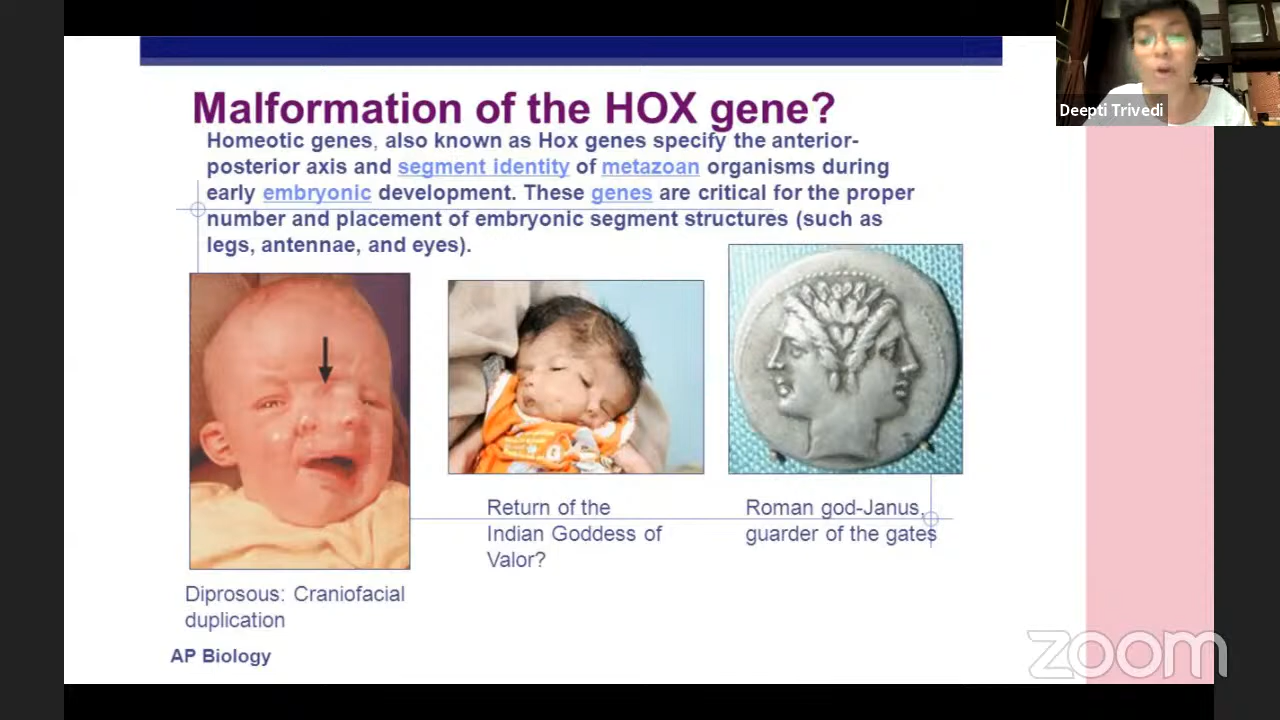 Malformation of the HOX gene?
Homeotic genes, also known as Hox genes specify the anterior-
posterior axis and segment identity of metazoan organisms during
early embryonic development. These genes are critical for the proper
number and placement of embryonic segment structures (such as
legs, antennae, and eyes).
Deepti Trivedi
Return of the
Indian Goddess of
Valor?
Roman god-Janus,
guarder of the gates
Diprosous: Craniofacial
duplication
AP Biology
zoom